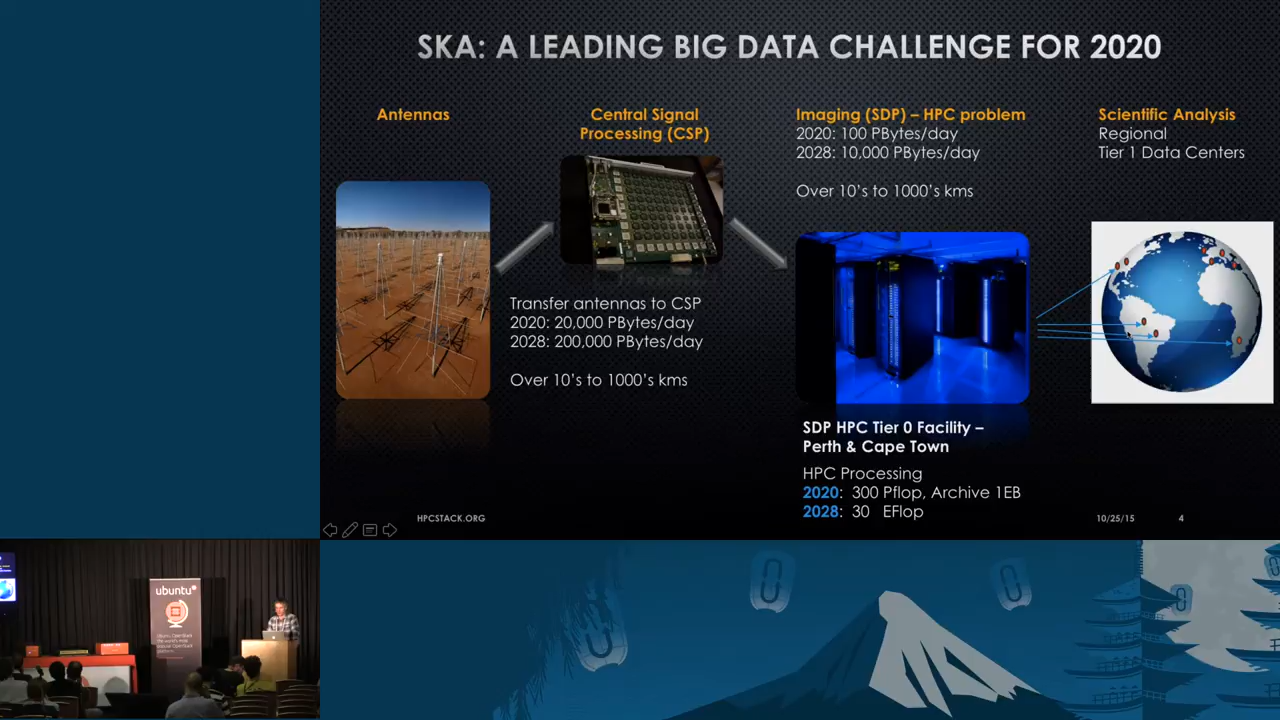 SKA: A LEADING BIG DATA CHALLENGE FOR 2020
Antennas
Central Signal
Processing (CSP)
Transfer antennas to CSP
2020: 20,000 PBytes/day
2028: 200,000 PBytes/day
Over 10's to 1000's kms
Imaging (SDP) – HPC problem
2020: 100 PBytes/day
2028: 10,000 PBytes/day
Over 10's to 1000's kms
SDP HPC Tier 0 Facility –
Perth & Cape Town
HPC Processing
2020: 300 Pflop, Archive 1EB
2028: 30 EFlop
Scientific Analysis
Regional
Tier 1 Data Centers
HPCSTACK.ORG
10/25/15
4
ubuntu